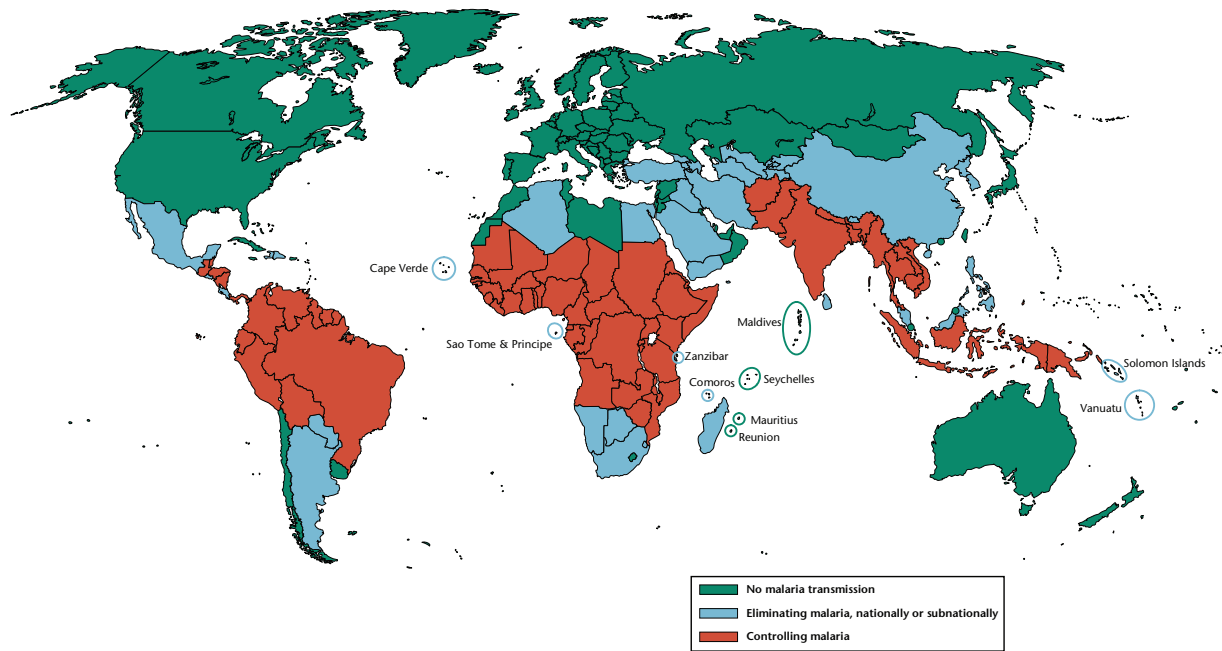 Cape Verde
Sao Tome & Principe
Maldives
Zanzibar
Comoros
Seychelles
Mauritius
Reunion
Solomon Islands
Vanuatu
No malaria transmission
Eliminating malaria, nationally or subnationally
Controlling malaria